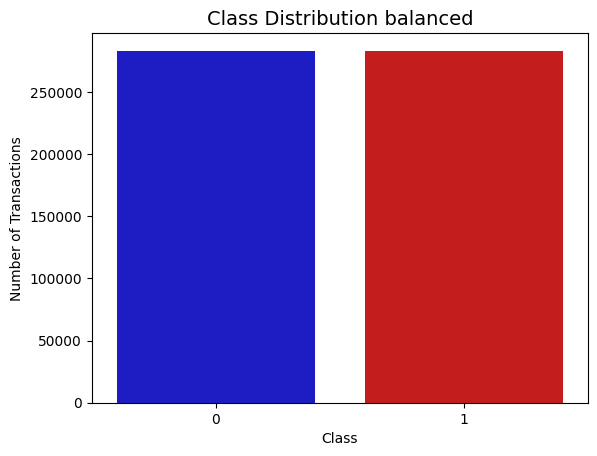 Class Distribution balanced
Number of Transactions
250000
200000
150000
100000
50000
0
0 1
Class